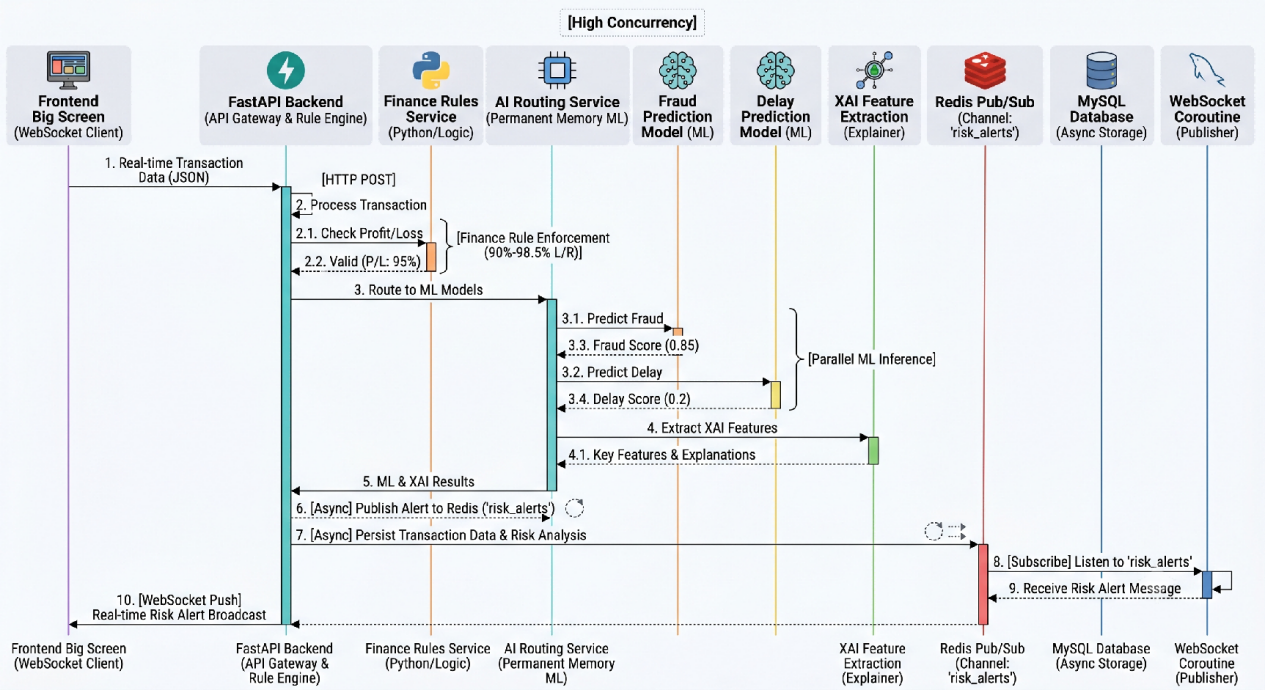 [High Concurrency]
Frontend
Big Screen
(WebSocket Client)
FastAPI Backend
(API Gateway & Rule Engine)
Finance Rules
Service
(Python/Logic)
AI Routing Service
(Permanent Memory ML)
Fraud
Prediction
Model (ML)
Delay
Prediction
Model (ML)
XAI Feature
Extraction
(Explainer)
Redis Pub/Sub
(Channel:
'risk_alerts')
MySQL
Database
(Async Storage)
WebSocket
Coroutine
(Publisher)
1. Real-time Transaction
Data (JSON)
[HTTP POST]
2. Process Transaction
2.1. Check Profit/Loss
[Finance Rule Enforcement
(90%-98.5% L/R)]
2.2. Valid (P/L: 95%)
3. Route to ML Models
3.1. Predict Fraud
3.3. Fraud Score (0.85)
[Parallel ML Inference]
3.2. Predict Delay
3.4. Delay Score (0.2)
4. Extract XAI Features
4.1. Key Features & Explanations
5. ML & XAI Results
6. [Async] Publish Alert to Redis ('risk_alerts')
7. [Async] Persist Transaction Data & Risk Analysis
8. [Subscribe] Listen to 'risk_alerts'
9. Receive Risk Alert Message
10. [WebSocket Push]
Real-time Risk Alert Broadcast
Frontend Big Screen
(WebSocket Client)
FastAPI Backend
(API Gateway &
Rule Engine)
Finance Rules Service
(Python/Logic)
AI Routing Service
(Permanent Memory
ML)
XAI Feature
Extraction
(Explainer)
Redis Pub/Sub
(Channel:
'risk_alerts')
MySQL Database
(Async Storage)
WebSocket
Coroutine
(Publisher)